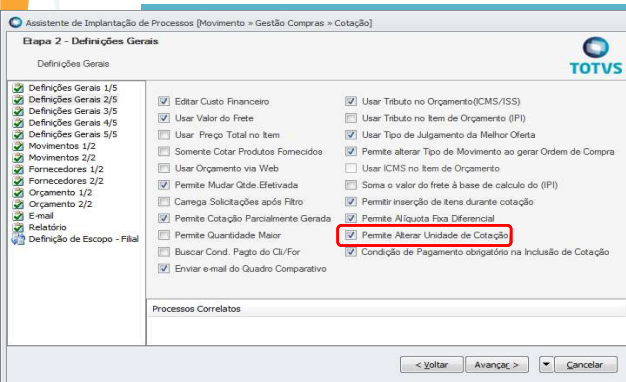 Assistente de Implantação de Processos [Movimento » Gestão Compras » Cotação]
Etapa 2 - Definições Gerais
Definições Gerais
TOTVS
Definições Gerais 1/5
Definições Gerais 2/5
Definições Gerais 3/5
Definições Gerais 4/5
Definições Gerais 5/5
Movimentos 1/2
Movimentos 2/2
Fornecedores 1/2
Fornecedores 2/2
Orçamento 1/2
Orçamento 2/2
E-mail
Relatório
Definição de Escopo - Filial
Editar Custo Financeiro
Usar Valor do Frete
Usar Preço Total no Item
Somente Cotar Produtos Fornecidos
Usar Orçamento via Web
Permite Mudar Qtde.Efetivada
Carrega Solicitações após Filtro
Permite Cotação Parcialmente Gerada
Permite Quantidade Maior
Buscar Cond. Pagto do Cli/For
Enviar e-mail do Quadro Comparativo
Usar Tributo no Orçamento(ICMS/ISS)
Usar Tributo no Item de Orçamento (IPI)
Usar Tipo de Julgamento da Melhor Oferta
Permite alterar Tipo de Movimento ao gerar Ordem de Compra
Usar ICMS no Item de Orçamento
Soma o valor do frete à base de calculo do (IPI)
Permitir inserção de itens durante cotação
Permite Alíquota Fixa Diferencial
Permite Alterar Unidade de Cotação
Condição de Pagamento obrigatório na Inclusão de Cotação
Processos Correlatos
< Voltar
Avançar >
Cancelar